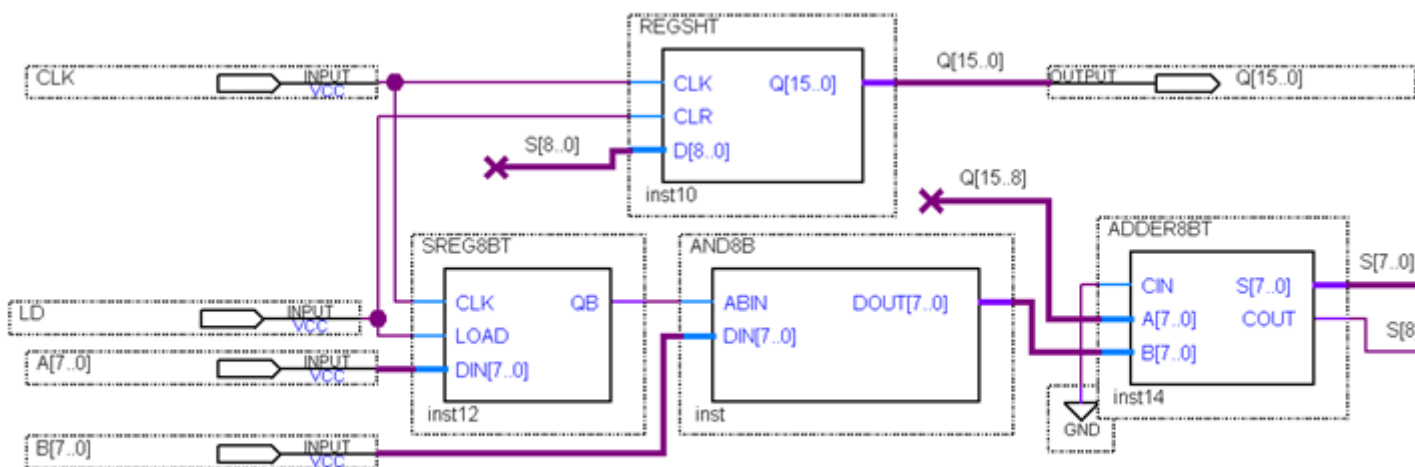 REGSHT
CLK INPUT VCC
CLK Q[15..0] Q[15..0] OUTPUT Q[15..0]
CLR
S[8..0] D[8..0]
inst10
Q[15..8]
SREG8BT AND8B ADDER8BT
CLK QB ABIN DOUT[7..0] CIN S[7..0] S[7..0]
LD INPUT VCC
LOAD DIN[7..0] A[7..0] COUT S[8
A[7..0] INPUT VCC
DIN[7..0] B[7..0]
inst12 inst inst14
GND
B[7..0] INPUT VCC